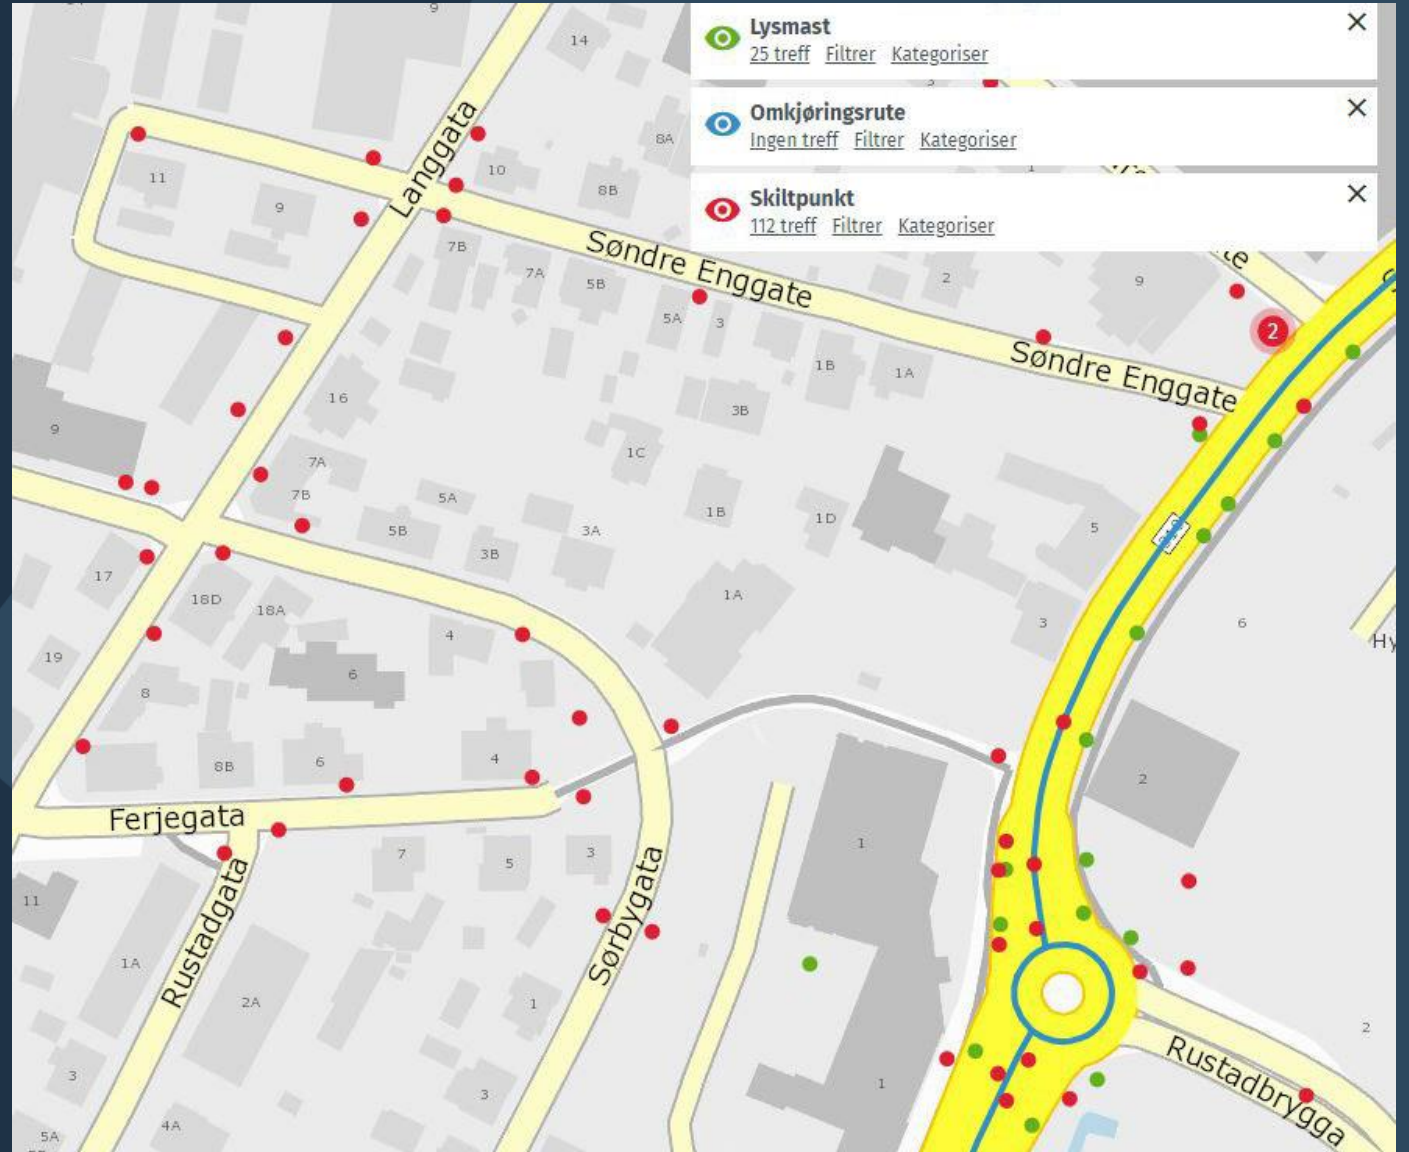 Lysmast
25 treff Filtrer Kategoriser
Omkjøringsrute
Ingen treff Filtrer Kategoriser
Skiltpunkt
112 treff Filtrer Kategoriser
9
14
8A
Langgata
11
10
9
8B
7B
7A
5B
Søndre Enggate
2
9
te
5A
3
2
1B
1A
Søndre Enggate
16
3B
9
1C
7A
7B
5A
5B
3A
3B
1B
1D
5
17
18D
18A
1A
3
6
Hy
4
19
8
6
8B
6
4
2
Ferjegata
7
5
3
1
11
Rustadgata
Sørbygata
1A
2A
1
2
Rustadbrygga
3
3
1
4A
5A